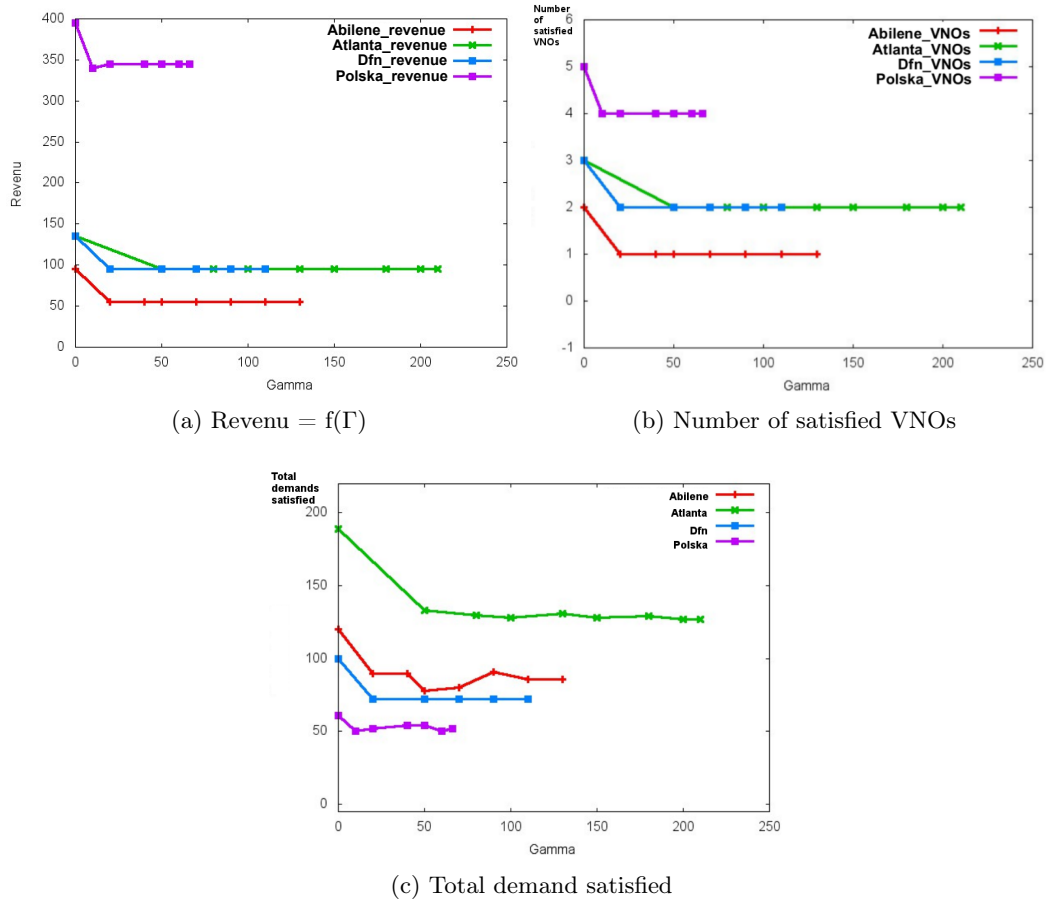 400
350
300
250
200
150
100
50
0
Revenu
0 50 100 150 200 250
Gamma
Abilene_revenue
Atlanta_revenue
Dfn_revenue
Polska_revenue
(a) Revenu = f(Γ)
Number
of
satisfied
VNOs
6
5
4
3
2
1
0
-1
0 50 100 150 200 250
Gamma
Abilene_VNOs
Atlanta_VNOs
Dfn_VNOs
Polska_VNOs
(b) Number of satisfied VNOs
Total
demands
satisfied
200
150
100
50
0
0 50 100 150 200 250
Gamma
Abilene
Atlanta
Dfn
Polska
(c) Total demand satisfied